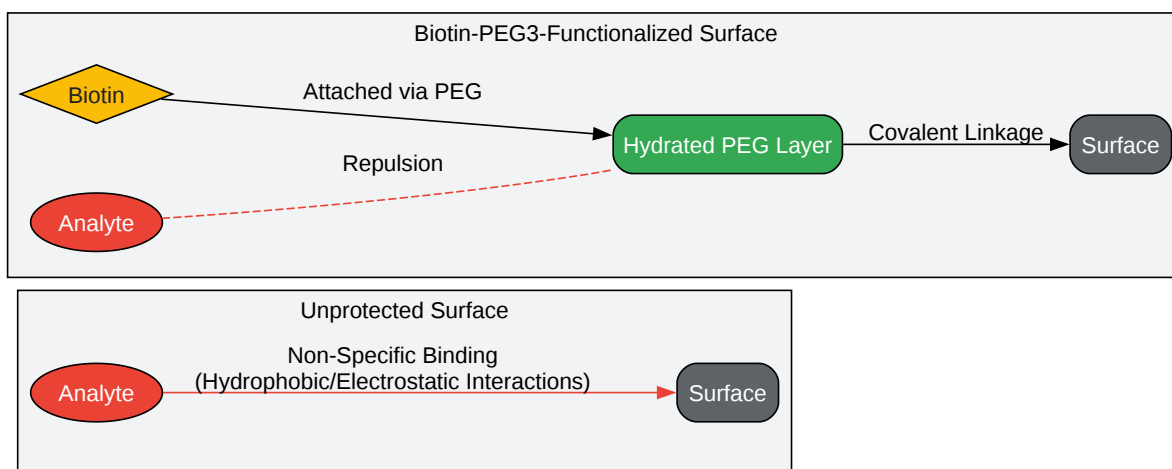 Biotin-PEG3-Functionalized Surface
Biotin
Attached via PEG
Hydrated PEG Layer
Covalent Linkage
Surface
Repulsion
Analyte
Unprotected Surface
Non-Specific Binding
(Hydrophobic/Electrostatic Interactions)
Analyte
Surface